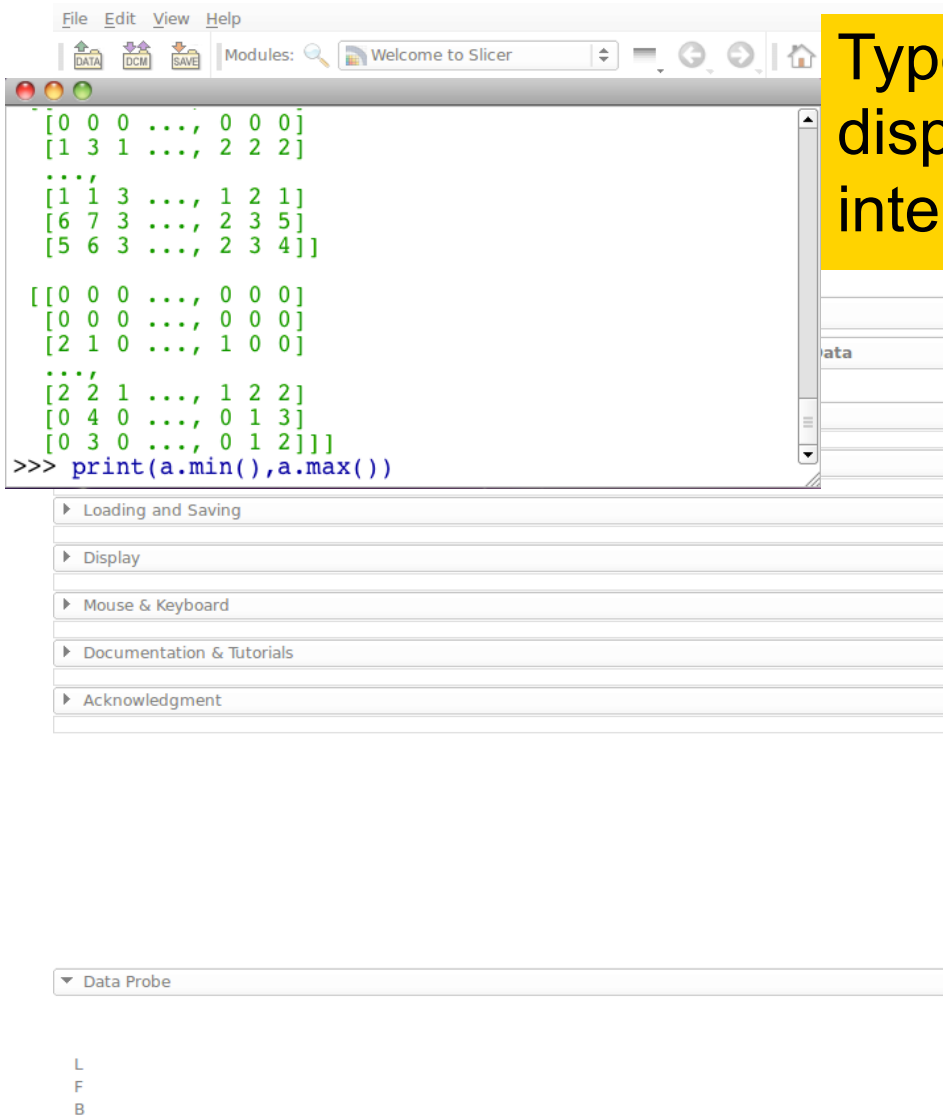 File Edit View Help
DATA DCM SAVE Modules: Welcome to Slicer
Typ
disp
inte
[0 0 0 ..., 0 0 0]
[1 3 1 ..., 2 2 2]
...,
[1 1 3 ..., 1 2 1]
[6 7 3 ..., 2 3 5]
[5 6 3 ..., 2 3 4]]
[[0 0 0 ..., 0 0 0]
[0 0 0 ..., 0 0 0]
[2 1 0 ..., 1 0 0]
...,
[2 2 1 ..., 1 2 2]
[0 4 0 ..., 0 1 3]
[0 3 0 ..., 0 1 2]]]
>>> print(a.min(),a.max())
Data
Loading and Saving
Display
Mouse & Keyboard
Documentation & Tutorials
Acknowledgment
Data Probe
L
F
B